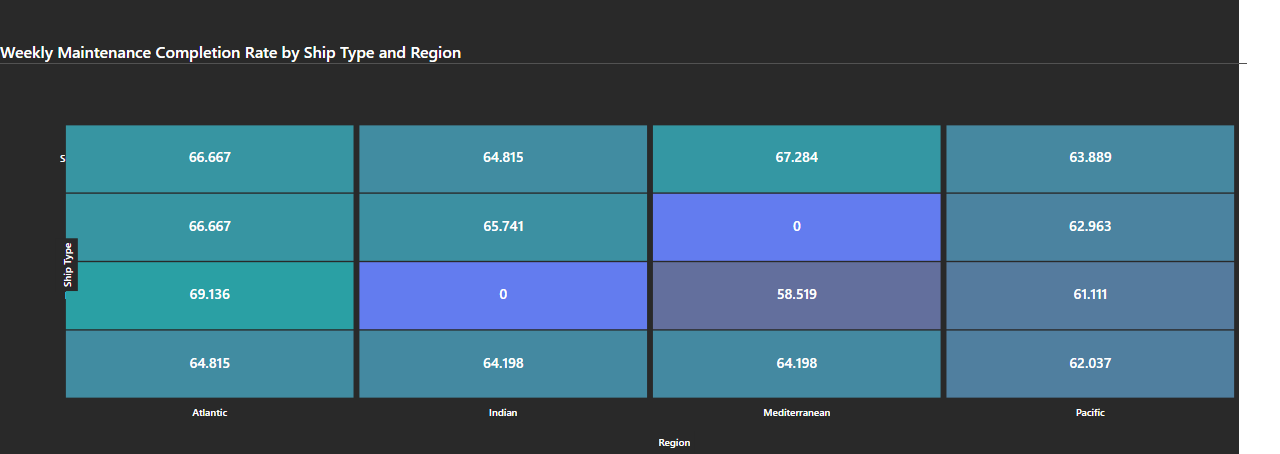 Weekly Maintenance Completion Rate by Ship Type and Region
66.667 64.815 67.284 63.889
66.667 65.741 0 62.963
Ship Type
69.136 0 58.519 61.111
64.815 64.198 64.198 62.037
Atlantic Indian Mediterranean Pacific
Region